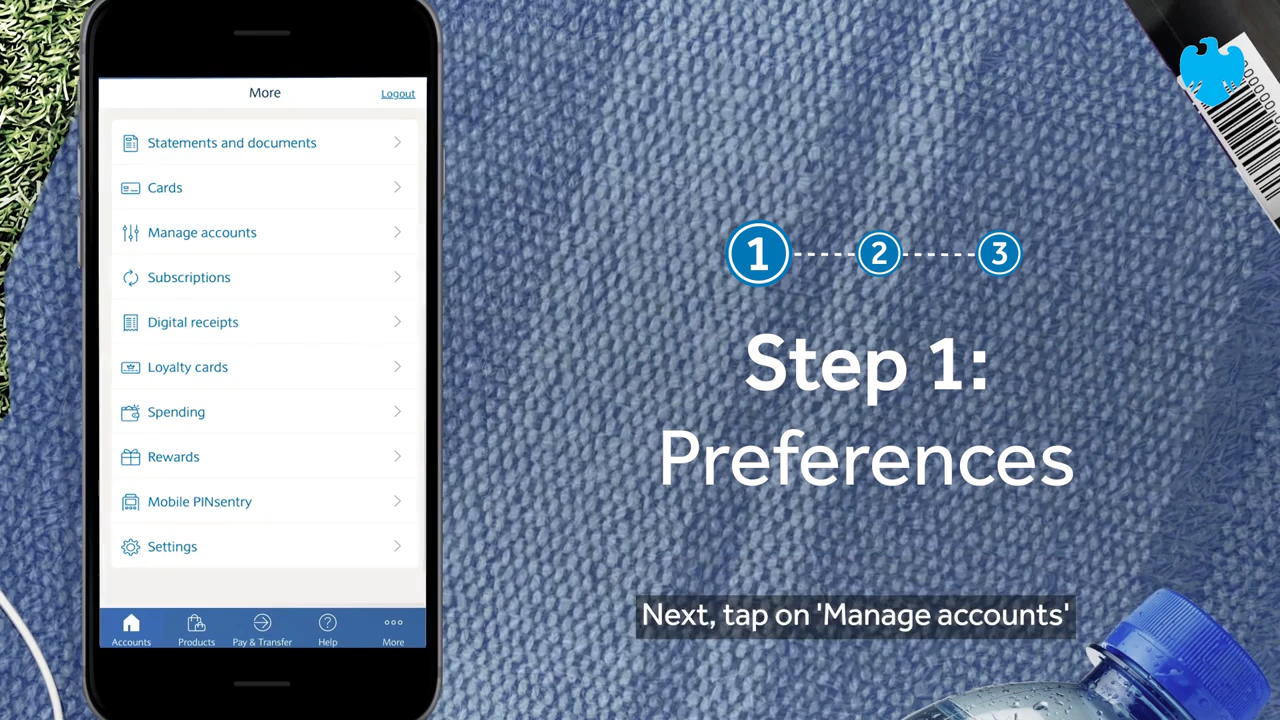 More
Logout
Statements and documents
Cards
Manage accounts
Subscriptions
Digital receipts
Loyalty cards
Spending
Rewards
Mobile PINsentry
Settings
Accounts
Products
Pay & Transfer
Help
More
1
2
3
Step 1:
Preferences
Next, tap on 'Manage accounts'